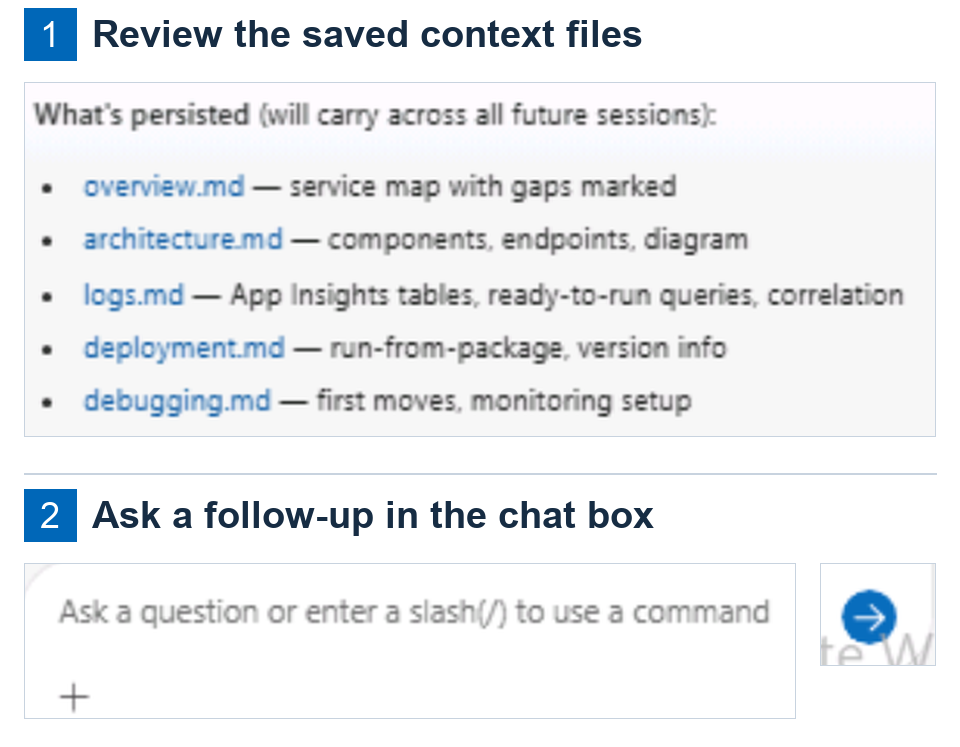 1 Review the saved context files
What's persisted (will carry across all future sessions):
• overview.md — service map with gaps marked
• architecture.md — components, endpoints, diagram
• logs.md — App Insights tables, ready-to-run queries, correlation
• deployment.md — run-from-package, version info
• debugging.md — first moves, monitoring setup
2 Ask a follow-up in the chat box
Ask a question or enter a slash(/) to use a command
+
te W